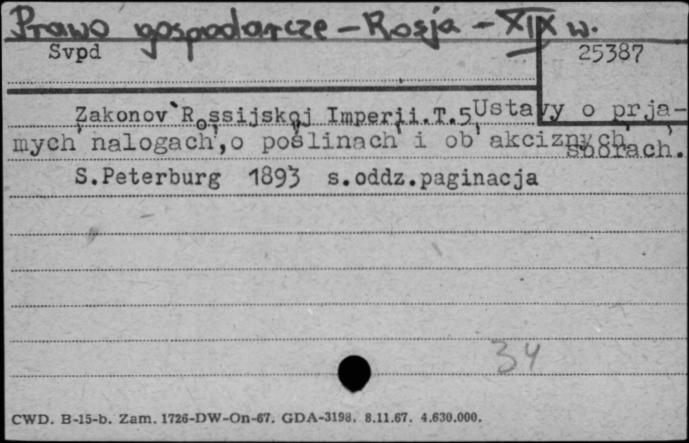 Prawo gospodarcze – Rosja – XIX w.
Svpd 25387
Zakonov Rossijskoj Imperii.T.5 Ustavy o prja-
mych nalogach, o poślinach i ob akciznych sborach.
S.Peterburg 1893 s.oddz.paginacja
34
CWD. B-15-b. Zam. 1726-DW-On-67. GDA-3198. 8.11.67. 4.630.000.